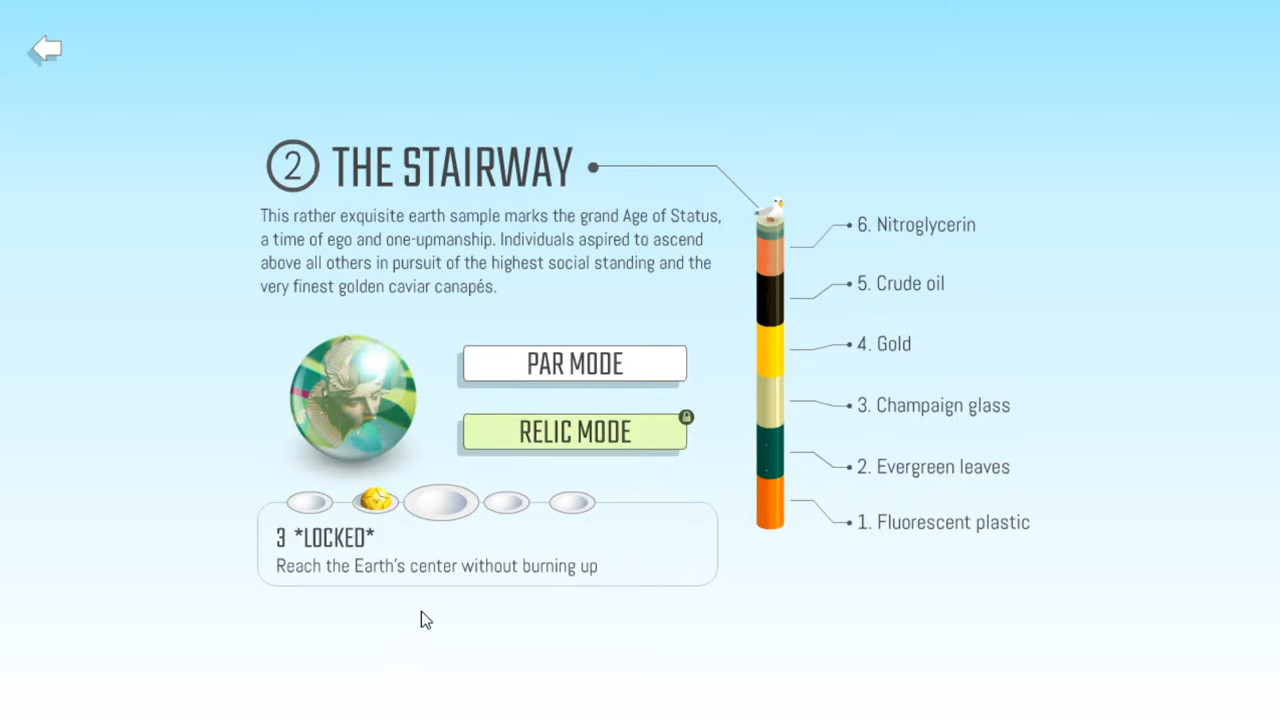 2 THE STAIRWAY
This rather exquisite earth sample marks the grand Age of Status,
a time of ego and one-upmanship. Individuals aspired to ascend
above all others in pursuit of the highest social standing and the
very finest golden caviar canapés.
PAR MODE
RELIC MODE
3 *LOCKED*
Reach the Earth's center without burning up
6. Nitroglycerin
5. Crude oil
4. Gold
3. Champaign glass
2. Evergreen leaves
1. Fluorescent plastic